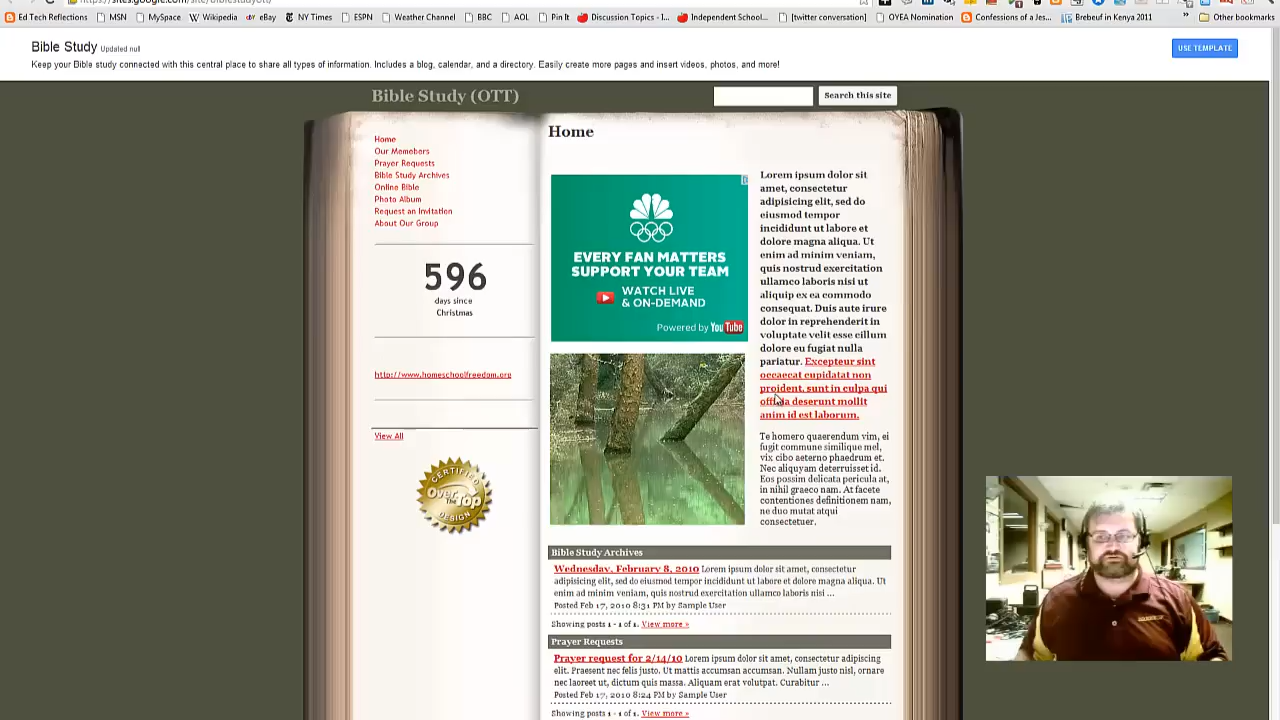 https://sites.google.com/site/biblestudyott/
Ed Tech Reflections MSN MySpace Wikipedia eBay NY Times ESPN Weather Channel BBC AOL Pin It Discussion Topics - I... Independent School... [twitter conversation] OYEA Nomination Confessions of a Jes... Brebeuf in Kenya 2011 » Other bookmarks
Bible Study Updated null
USE TEMPLATE
Keep your Bible study connected with this central place to share all types of information. Includes a blog, calendar, and a directory. Easily create more pages and insert videos, photos, and more!
Bible Study (OTT)
Search this site
Home
Our Memebers
Prayer Requests
Bible Study Archives
Online Bible
Photo Album
Request an Invitation
About Our Group
596
days since
Christmas
http://www.homeschoolfreedom.org
View All
CERTIFIED
Over The Top
DESIGN
Home
EVERY FAN MATTERS
SUPPORT YOUR TEAM
WATCH LIVE
& ON-DEMAND
Powered by YouTube
Lorem ipsum dolor sit
amet, consectetur
adipisicing elit, sed do
eiusmod tempor
incididunt ut labore et
dolore magna aliqua. Ut
enim ad minim veniam,
quis nostrud exercitation
ullamco laboris nisi ut
aliquip ex ea commodo
consequat. Duis aute irure
dolor in reprehenderit in
voluptate velit esse cillum
dolore eu fugiat nulla
pariatur. Excepteur sint
occaecat cupidatat non
proident, sunt in culpa qui
officia deserunt mollit
anim id est laborum.
Te homero quaerendum vim, ei
fugit commune similique mel,
vix cibo aeterno phaedrum et.
Nec aliquyam deterruisset id.
Eos possim delicata pericula at,
in nihil graeco nam. At facete
contentiones definitionem nam,
ne duo mutat atqui
consectetuer.
Bible Study Archives
Wednesday, February 8, 2010 Lorem ipsum dolor sit amet, consectetur
adipisicing elit, sed do eiusmod tempor incididunt ut labore et dolore magna aliqua. Ut
enim ad minim veniam, quis nostrud exercitation ullamco laboris nisi ...
Posted Feb 17, 2010 8:31 PM by Sample User
Showing posts 1 - 1 of 1. View more »
Prayer Requests
Prayer request for 2/14/10 Lorem ipsum dolor sit amet, consectetur adipiscing
elit. Praesent nec felis justo. Ut mattis accumsan accumsan. Nullam justo nisl, ornare
nec laoreet ut, dictum quis massa. Aliquam erat volutpat. Curabitur ...
Posted Feb 17, 2010 8:24 PM by Sample User
Showing posts 1 - 1 of 1. View more »